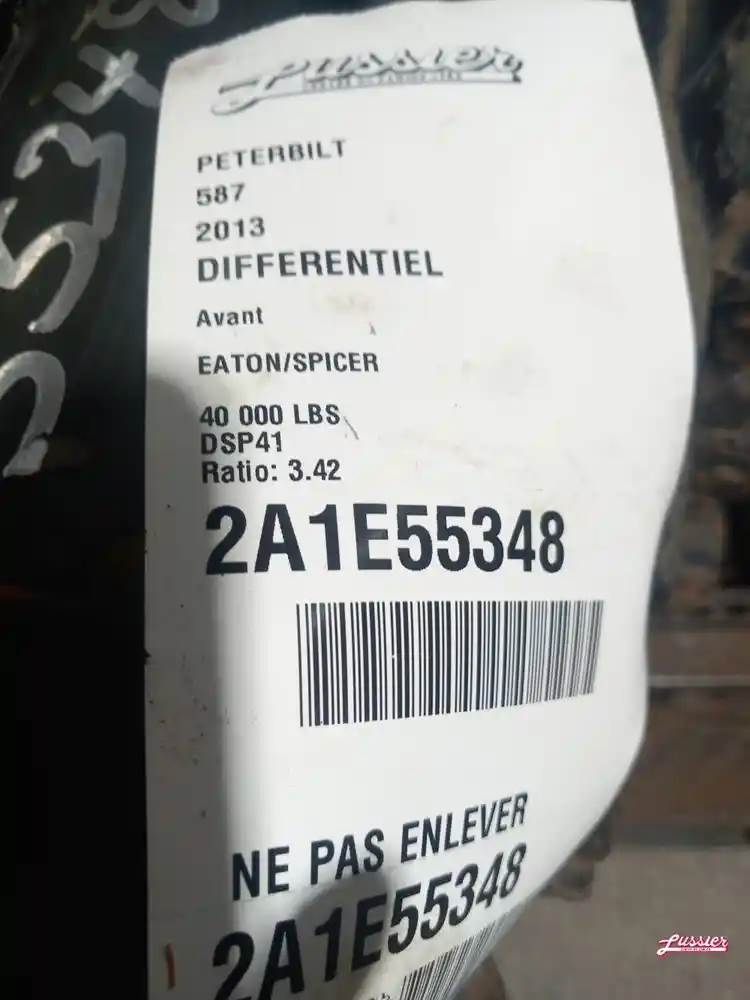 Lussier
PETERBILT
587
2013
DIFFERENTIEL
Avant
EATON/SPICER
40 000 LBS
DSP41
Ratio: 3.42
2A1E55348
NE PAS ENLEVER
2A1E55348
55348
Lussier